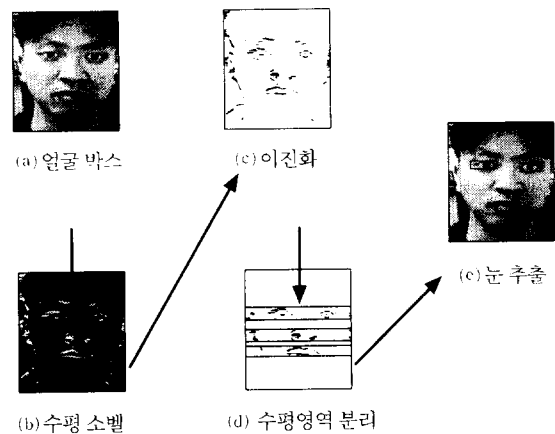 (a) 얼굴 박스
(b) 수평 소벨
(c) 이진화
(d) 수평영역 분리
(e) 눈 추출